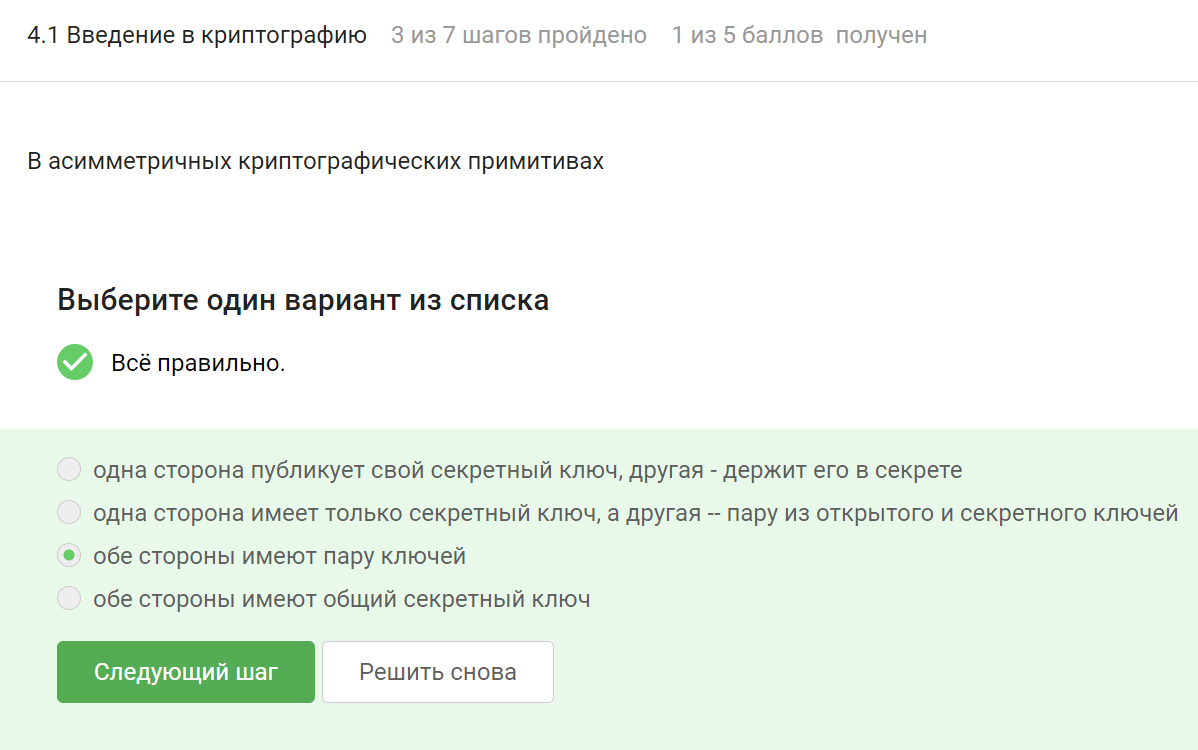 4.1 Введение в криптографию 3 из 7 шагов пройдено 1 из 5 баллов получен
В асимметричных криптографических примитивах
Выберите один вариант из списка
Всё правильно.
одна сторона публикует свой секретный ключ, другая - держит его в секрете
одна сторона имеет только секретный ключ, а другая -- пару из открытого и секретного ключей
обе стороны имеют пару ключей
обе стороны имеют общий секретный ключ
Следующий шаг Решить снова